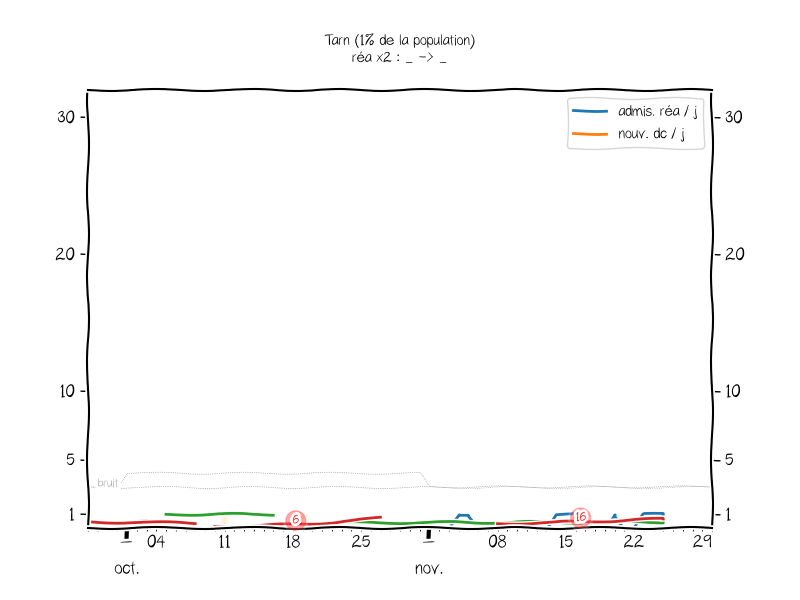 Tarn (1% de la population)
réa x2 : _ -> _
admis. réa / j
nouv. dc / j
30
30
20
20
10
10
5
5
bruit
1
1
6
16
04
11
18
25
08
15
22
29
oct.
nov.